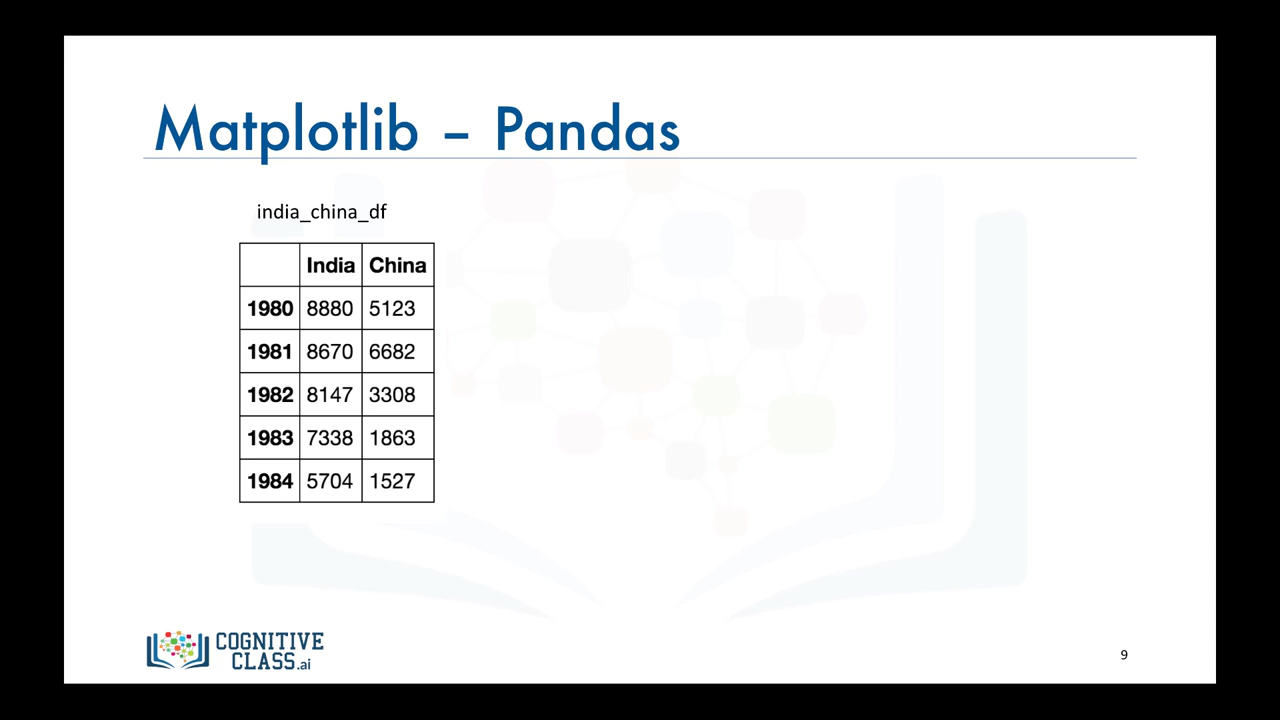 Matplotlib – Pandas
india_china_df
India China
1980 8880 5123
1981 8670 6682
1982 8147 3308
1983 7338 1863
1984 5704 1527
COGNITIVE
CLASS.ai
9